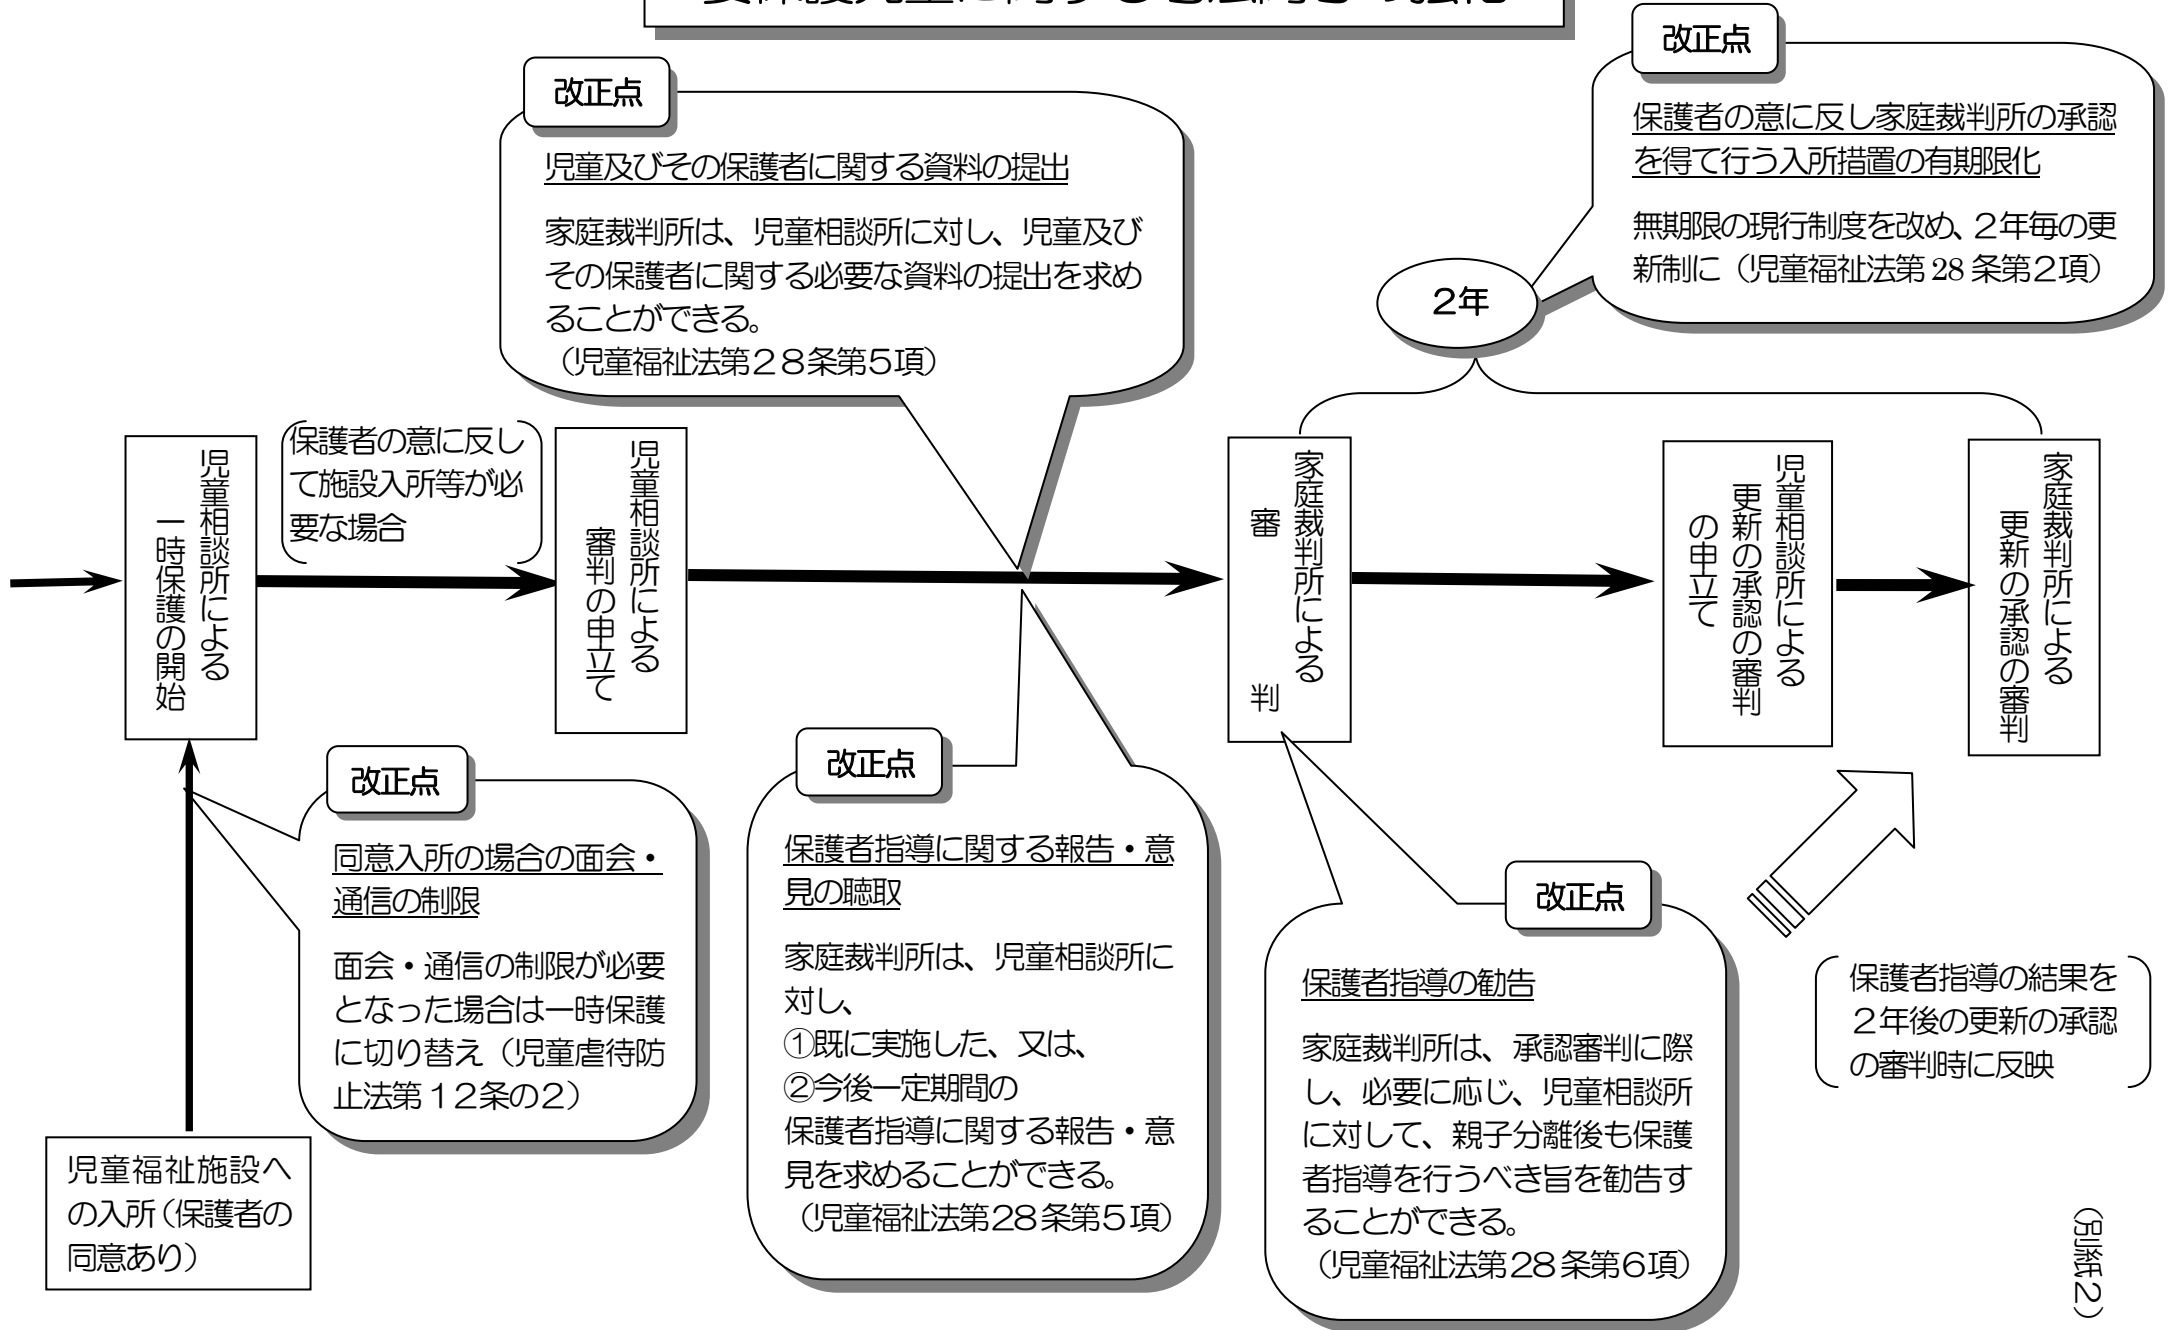 要保護児童に関する司法関与の強化
改正点
児童及びその保護者に関する資料の提出
家庭裁判所は、児童相談所に対し、児童及び
その保護者に関する必要な資料の提出を求め
ることができる。
（児童福祉法第２８条第５項）
改正点
保護者の意に反し家庭裁判所の承認
を得て行う入所措置の有期限化
無期限の現行制度を改め、２年毎の更
新制に（児童福祉法第28条第２項）
２年
児童相談所による
一時保護の開始
保護者の意に反し
て施設入所等が必
要な場合
児童相談所による
審判の申立て
家庭裁判所による
審判
児童相談所による
更新の承認の審判
の申立て
家庭裁判所による
更新の承認の審判
改正点
同意入所の場合の面会・
通信の制限
面会・通信の制限が必要
となった場合は一時保護
に切り替え（児童虐待防
止法第１２条の２）
児童福祉施設へ
の入所（保護者の
同意あり）
改正点
保護者指導に関する報告・意
見の聴取
家庭裁判所は、児童相談所に
対し、
①既に実施した、又は、
②今後一定期間の
保護者指導に関する報告・意
見を求めることができる。
（児童福祉法第28条第５項）
改正点
保護者指導の勧告
家庭裁判所は、承認審判に際
し、必要に応じ、児童相談所
に対して、親子分離後も保護
者指導を行うべき旨を勧告す
ることができる。
（児童福祉法第28条第６項）
保護者指導の結果を
２年後の更新の承認
の審判時に反映
（別紙２）